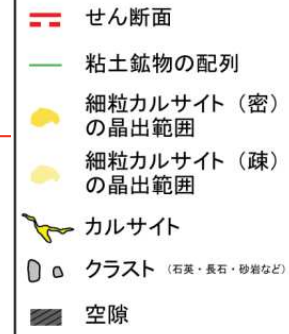 せん断面
粘土鉱物の配列
細粒カルサイト（密）
の晶出範囲
細粒カルサイト（疎）
の晶出範囲
カルサイト
クラスト（石英・長石・砂岩など）
空隙